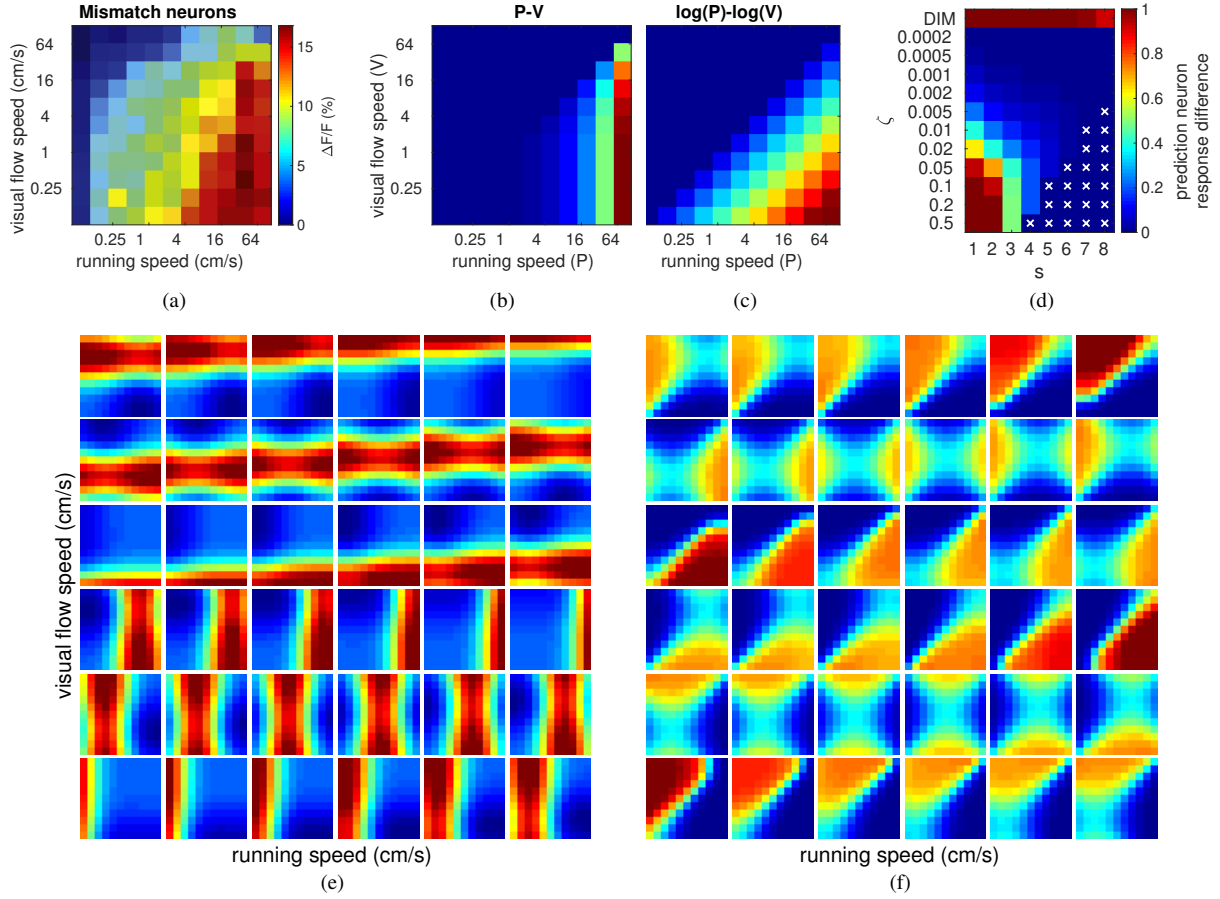 Mismatch neurons
visual flow speed (cm/s)
64
16
4
1
0.25
0.25 1 4 16 64
running speed (cm/s)
15
10
5
0
ΔF/F (%)
(a)
P-V
visual flow speed (V)
64
16
4
1
0.25
0.25 1 4 16 64
running speed (P)
(b)
log(P)-log(V)
0.25 1 4 16 64
running speed (P)
(c)
ζ
DIM
0.0002
0.0005
0.001
0.002
0.005
0.01
0.02
0.05
0.1
0.2
0.5
1 2 3 4 5 6 7 8
s
1
0.8
0.6
0.4
0.2
0
prediction neuron
response difference
(d)
visual flow speed (cm/s)
running speed (cm/s)
(e)
running speed (cm/s)
(f)